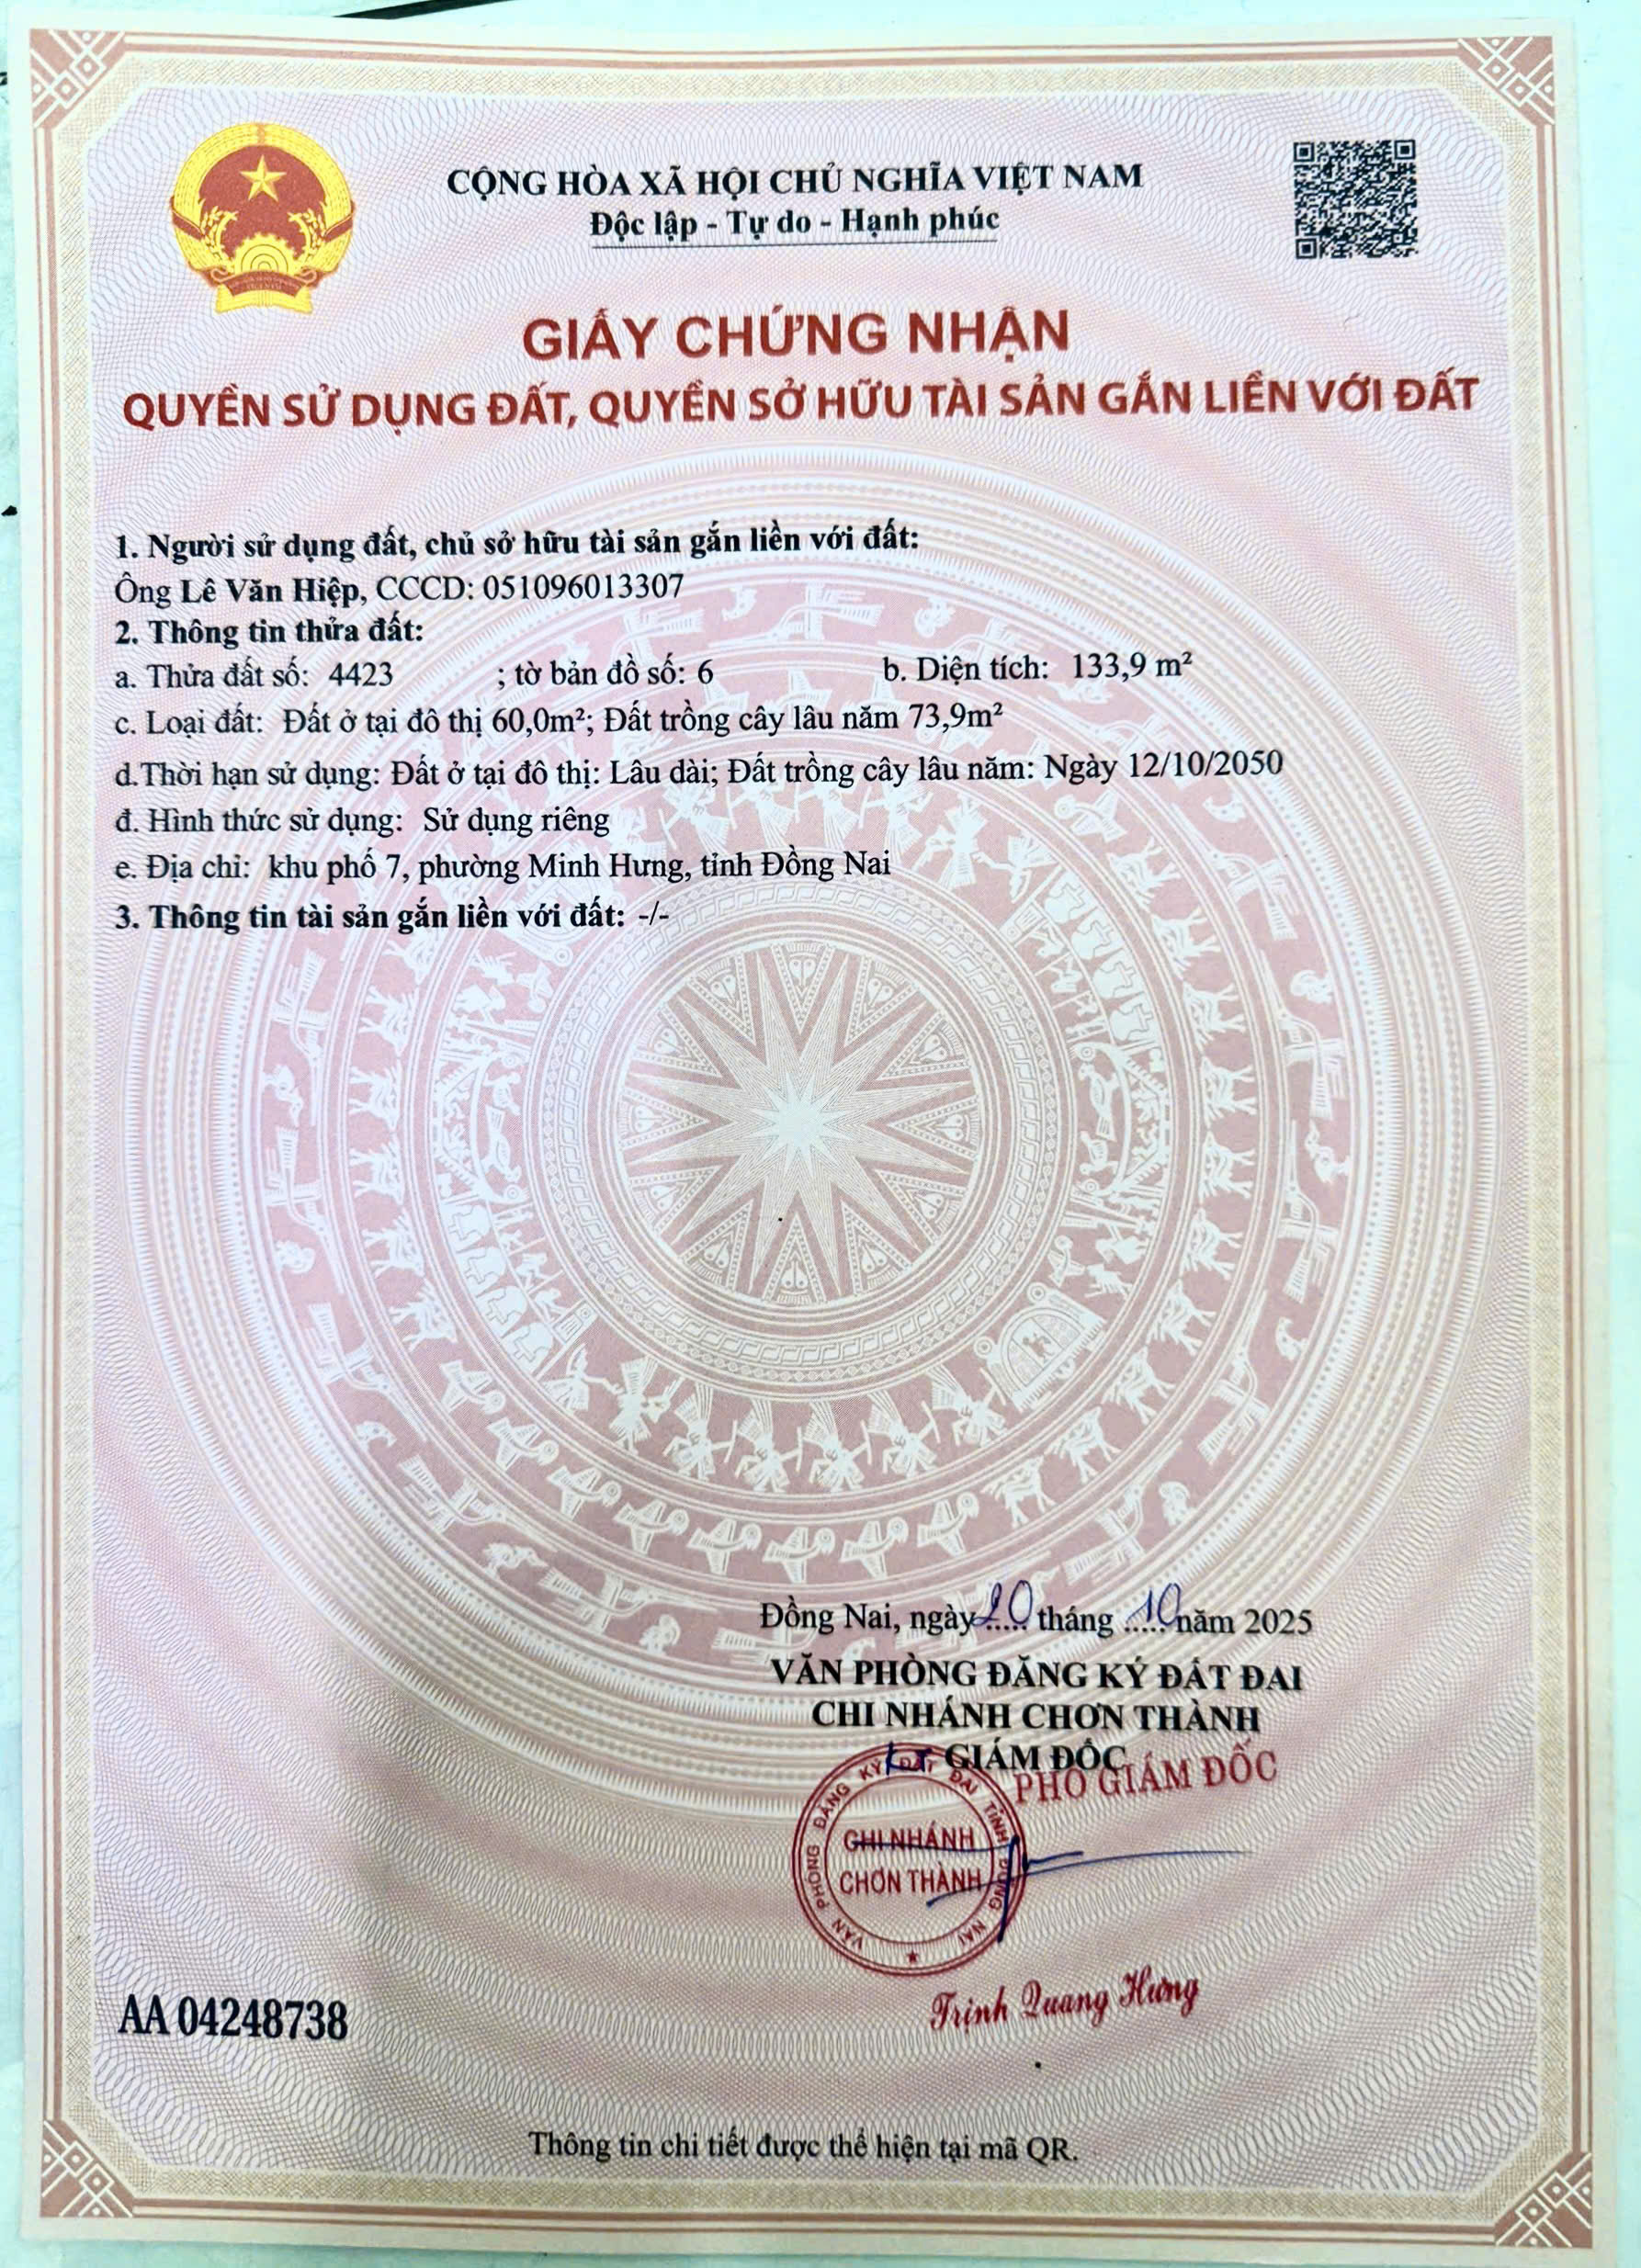 CỘNG HÒA XÃ HỘI CHỦ NGHĨA VIỆT NAM
Độc lập - Tự do - Hạnh phúc
GIẤY CHỨNG NHẬN
QUYỀN SỬ DỤNG ĐẤT, QUYỀN SỞ HỮU TÀI SẢN GẮN LIỀN VỚI ĐẤT
1. Người sử dụng đất, chủ sở hữu tài sản gắn liền với đất:
Ông Lê Văn Hiệp, CCCD: 051096013307
2. Thông tin thửa đất:
a. Thửa đất số: 4423 ; tờ bản đồ số: 6 b. Diện tích: 133,9 m²
c. Loại đất: Đất ở tại đô thị 60,0m²; Đất trồng cây lâu năm 73,9m²
d.Thời hạn sử dụng: Đất ở tại đô thị: Lâu dài; Đất trồng cây lâu năm: Ngày 12/10/2050
đ. Hình thức sử dụng: Sử dụng riêng
e. Địa chỉ: khu phố 7, phường Minh Hưng, tỉnh Đồng Nai
3. Thông tin tài sản gắn liền với đất: -/-
Đồng Nai, ngày 20 tháng 10 năm 2025
VĂN PHÒNG ĐĂNG KÝ ĐẤT ĐAI
CHI NHÁNH CHƠN THÀNH
KT GIÁM ĐỐC
PHÓ GIÁM ĐỐC
VĂN PHÒNG ĐĂNG KÝ ĐẤT ĐAI TỈNH ĐỒNG NAI
CHI NHÁNH
CHƠN THÀNH
Trịnh Quang Hưng
AA 04248738
Thông tin chi tiết được thể hiện tại mã QR.